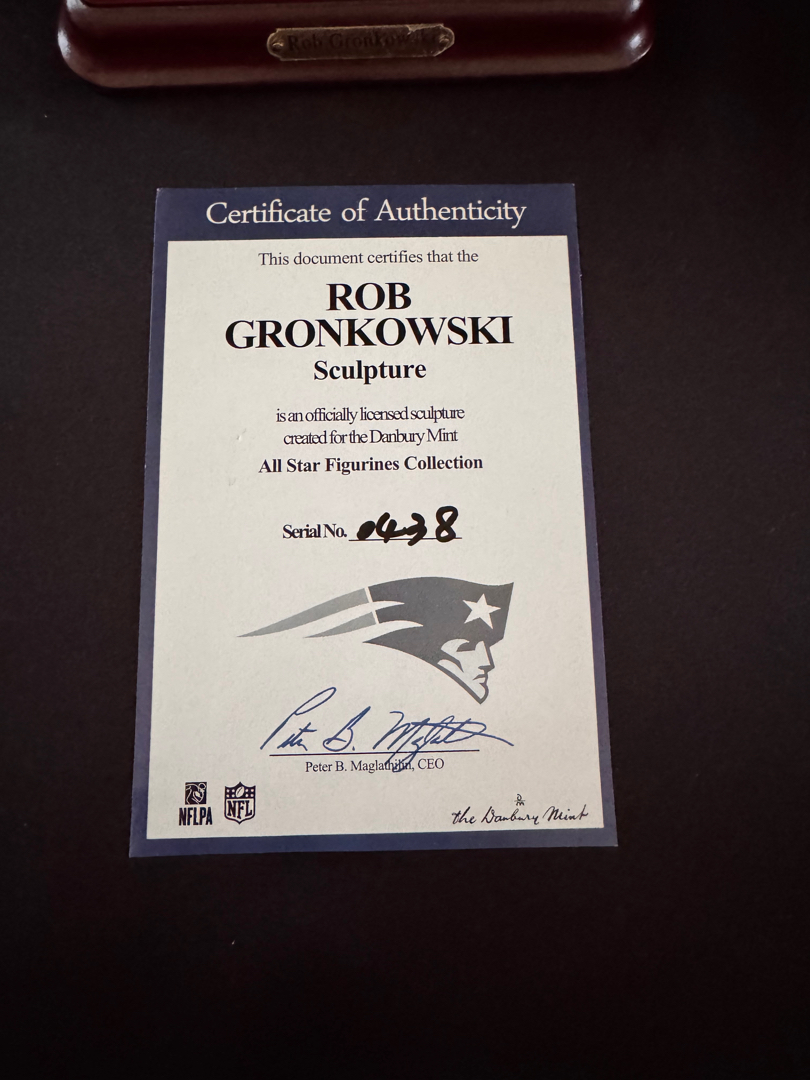 Rob Gronkowski
Certificate of Authenticity
This document certifies that the
ROB
GRONKOWSKI
Sculpture
is an officially licensed sculpture
created for the Danbury Mint
All Star Figurines Collection
Serial No. 0438
Peter B. Maglathlin
Peter B. Maglathlin, CEO
NFLPA
NFL
the Danbury Mint